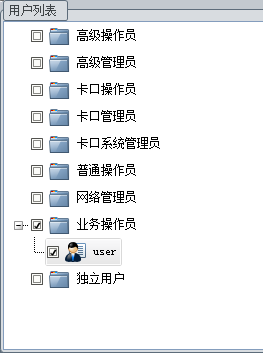 用户列表
高级操作员
高级管理员
卡口操作员
卡口管理员
卡口系统管理员
普通操作员
网络管理员
业务操作员
user
独立用户